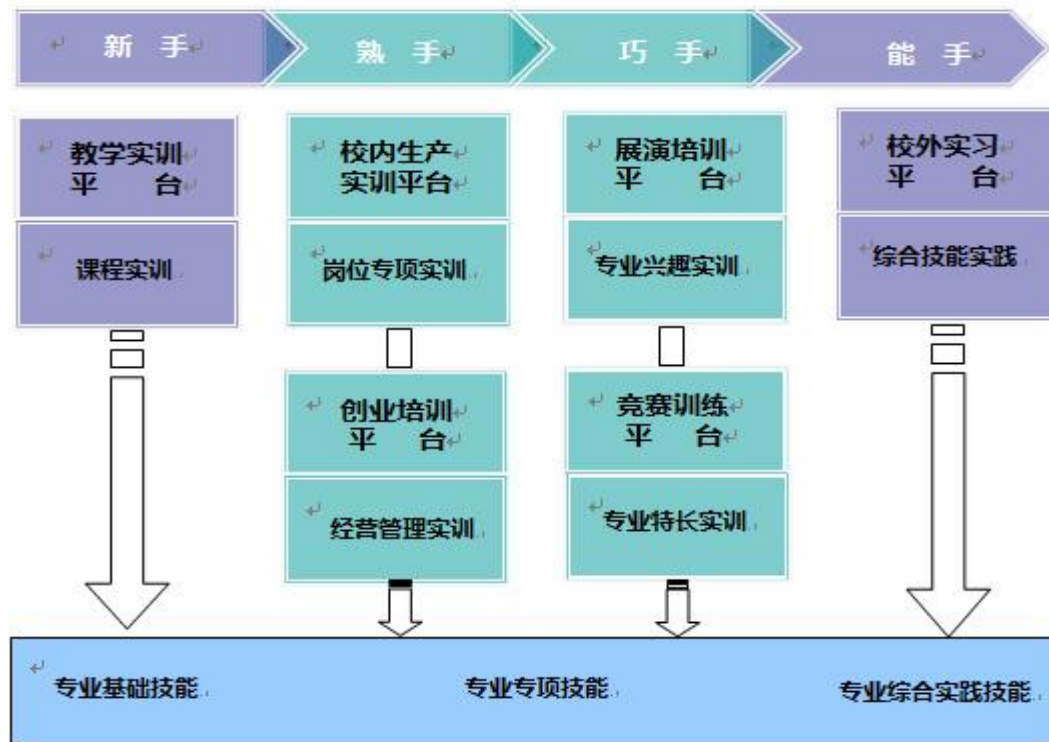 新 手
熟 手
巧 手
能 手
教学实训
平 台
课程实训
校内生产
实训平台
岗位专项实训
展演培训
平 台
专业兴趣实训
校外实习
平 台
综合技能实践
创业培训
平 台
经营管理实训
竞赛训练
平 台
专业特长实训
专业基础技能
专业专项技能
专业综合实践技能